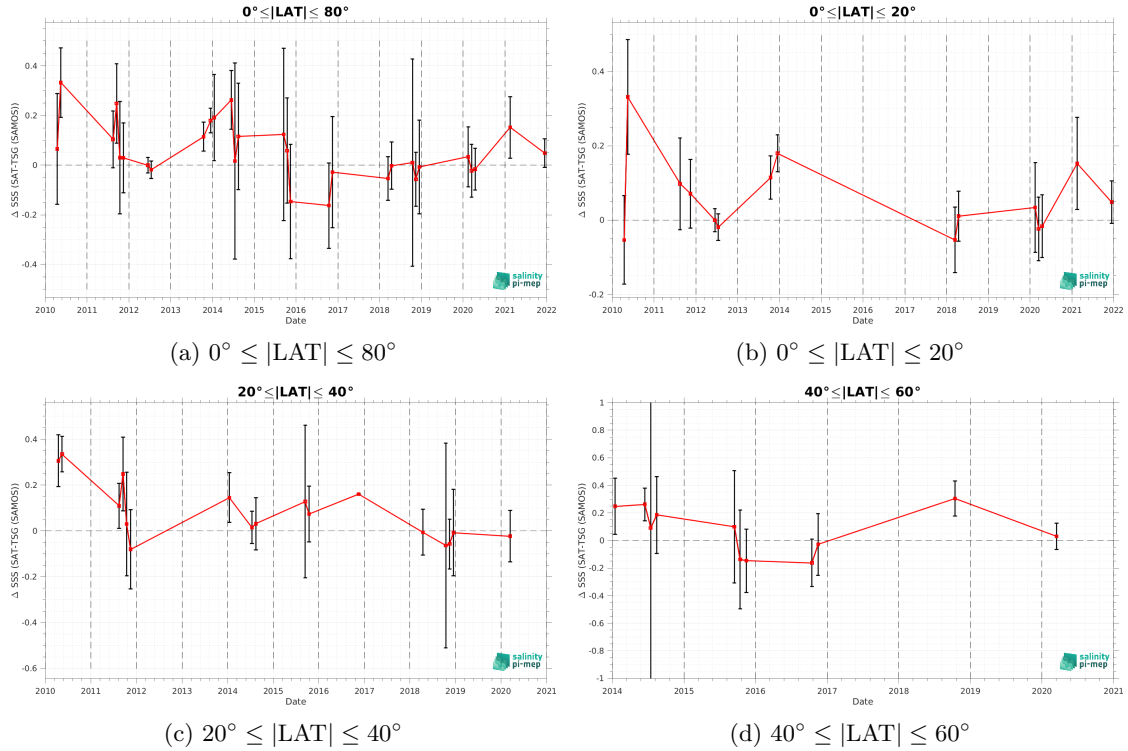 0°≤|LAT|≤ 80°
Δ SSS (SAT-TSG (SAMOS))
0.4
0.2
0
-0.2
-0.4
2010 2011 2012 2013 2014 2015 2016 2017 2018 2019 2020 2021 2022
Date
salinity
pi-mep
(a) 0° ≤ |LAT| ≤ 80°
0°≤|LAT|≤ 20°
Δ SSS (SAT-TSG (SAMOS))
0.4
0.2
0
-0.2
2010 2011 2012 2013 2014 2015 2016 2017 2018 2019 2020 2021 2022
Date
salinity
pi-mep
(b) 0° ≤ |LAT| ≤ 20°
20°≤|LAT|≤ 40°
Δ SSS (SAT-TSG (SAMOS))
0.4
0.2
0
-0.2
-0.4
-0.6
2010 2011 2012 2013 2014 2015 2016 2017 2018 2019 2020 2021
Date
salinity
pi-mep
(c) 20° ≤ |LAT| ≤ 40°
40°≤|LAT|≤ 60°
Δ SSS (SAT-TSG (SAMOS))
1
0.8
0.6
0.4
0.2
0
-0.2
-0.4
-0.6
-0.8
-1
2014 2015 2016 2017 2018 2019 2020 2021
Date
salinity
pi-mep
(d) 40° ≤ |LAT| ≤ 60°